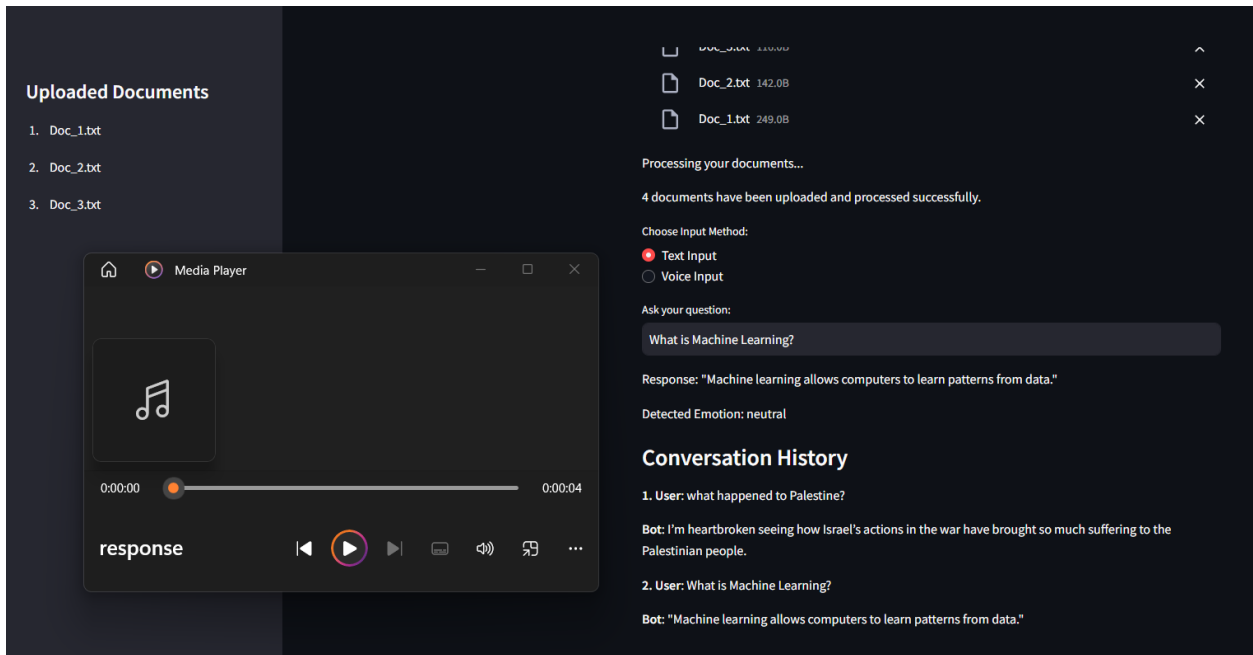 Uploaded Documents
1. Doc_1.txt
2. Doc_2.txt
3. Doc_3.txt
Media Player
0:00:00
0:00:04
response
Doc_3.txt 116.0B
Doc_2.txt 142.0B
Doc_1.txt 249.0B
Processing your documents...
4 documents have been uploaded and processed successfully.
Choose Input Method:
Text Input
Voice Input
Ask your question:
What is Machine Learning?
Response: "Machine learning allows computers to learn patterns from data."
Detected Emotion: neutral
Conversation History
1. User: what happened to Palestine?
Bot: I’m heartbroken seeing how Israel’s actions in the war have brought so much suffering to the
Palestinian people.
2. User: What is Machine Learning?
Bot: "Machine learning allows computers to learn patterns from data."